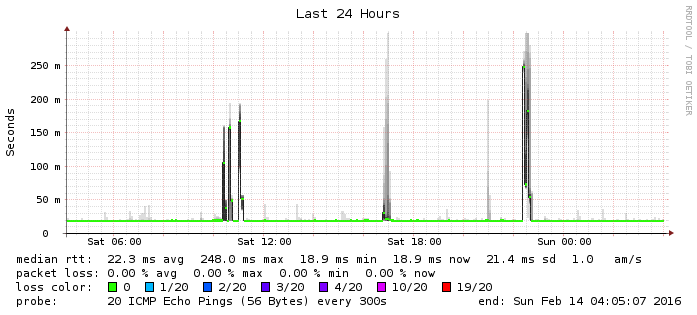 Last 24 Hours
RRDTOOL / TOBI OETIKER
Seconds
250 m
200 m
150 m
100 m
50 m
0
Sat 06:00 Sat 12:00 Sat 18:00 Sun 00:00
median rtt: 22.3 ms avg 248.0 ms max 18.9 ms min 18.9 ms now 21.4 ms sd 1.0 am/s
packet loss: 0.00 % avg 0.00 % max 0.00 % min 0.00 % now
loss color: 0 1/20 2/20 3/20 4/20 10/20 19/20
probe: 20 ICMP Echo Pings (56 Bytes) every 300s end: Sun Feb 14 04:05:07 2016